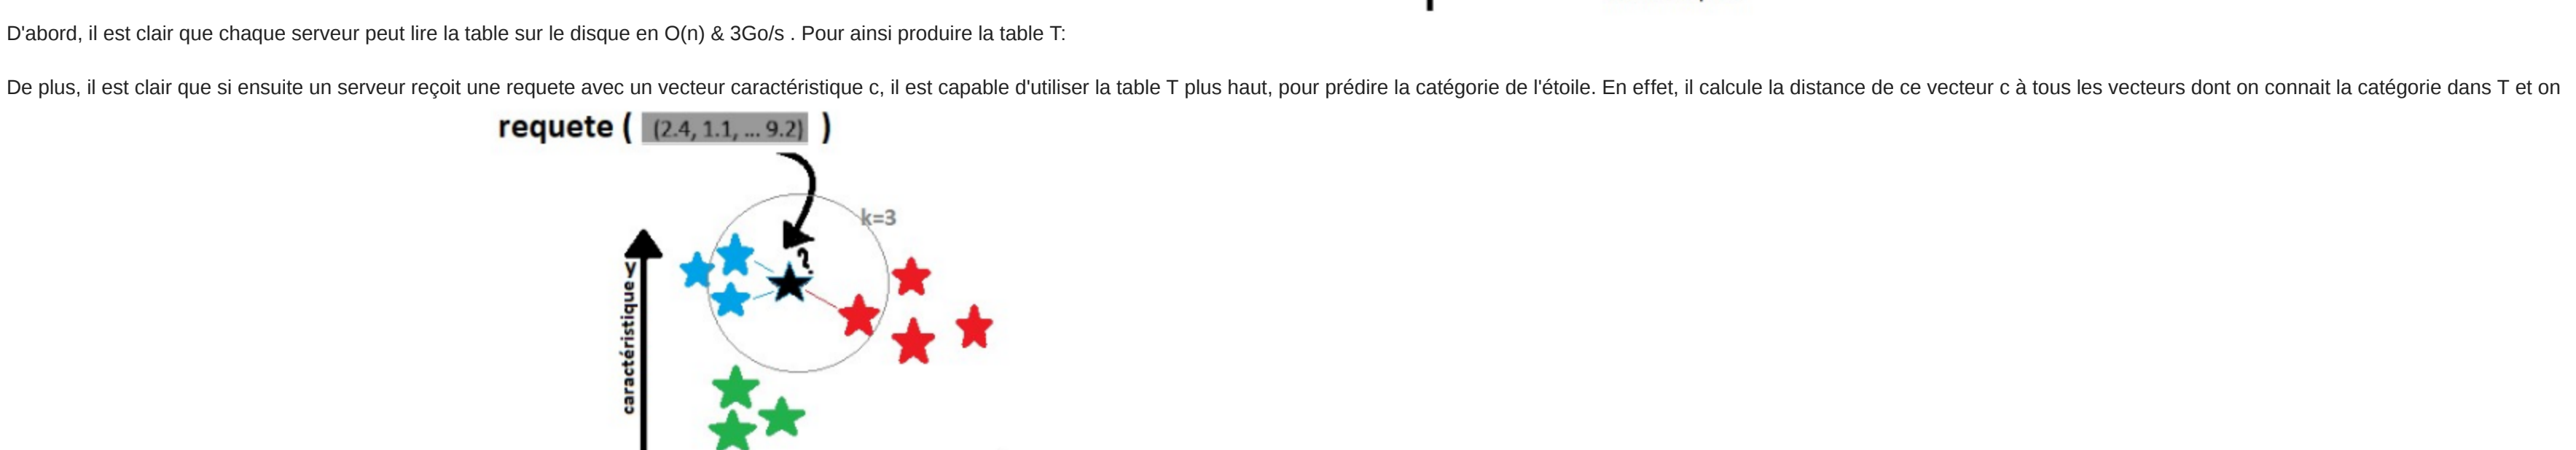 D'abord, il est clair que chaque serveur peut lire la table sur le disque en O(n) & 3Go/s . Pour ainsi produire la table T:
De plus, il est clair que si ensuite un serveur reçoit une requete avec un vecteur caractéristique c, il est capable d'utiliser la table T plus haut, pour prédire la catégorie de l'étoile. En effet, il calcule la distance de ce vecteur c à tous les vecteurs dont on connait la catégorie dans T et on
requete ( (2.4, 1.1, ... 9.2) )
k=3
?
caractéristique y